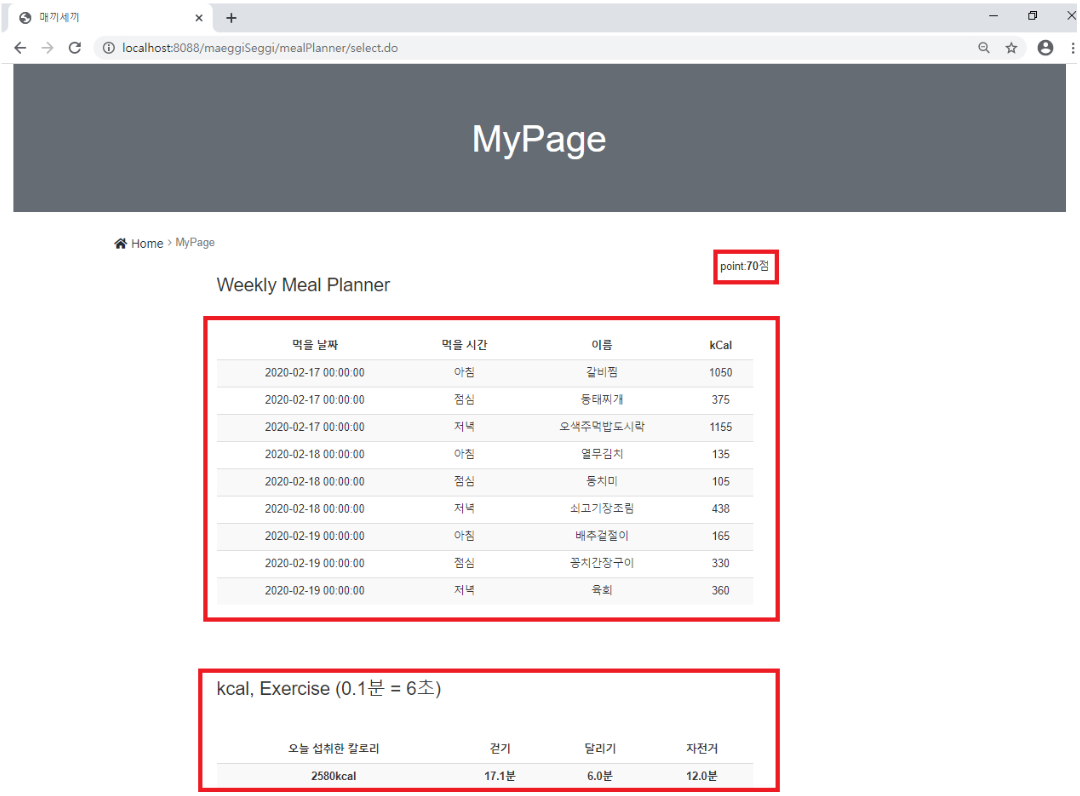 매끼세끼
localhost:8088/maeggiSeggi/mealPlanner/select.do
MyPage
Home > MyPage
point:70점
Weekly Meal Planner
먹을 날짜 먹을 시간 이름 kCal
2020-02-17 00:00:00 아침 갈비찜 1050
2020-02-17 00:00:00 점심 동태찌개 375
2020-02-17 00:00:00 저녁 오색주먹밥도시락 1155
2020-02-18 00:00:00 아침 열무김치 135
2020-02-18 00:00:00 점심 동치미 105
2020-02-18 00:00:00 저녁 쇠고기장조림 438
2020-02-19 00:00:00 아침 배추겉절이 165
2020-02-19 00:00:00 점심 꽁치간장구이 330
2020-02-19 00:00:00 저녁 육회 360
kcal, Exercise (0.1분 = 6초)
오늘 섭취한 칼로리 걷기 달리기 자전거
2580kcal 17.1분 6.0분 12.0분